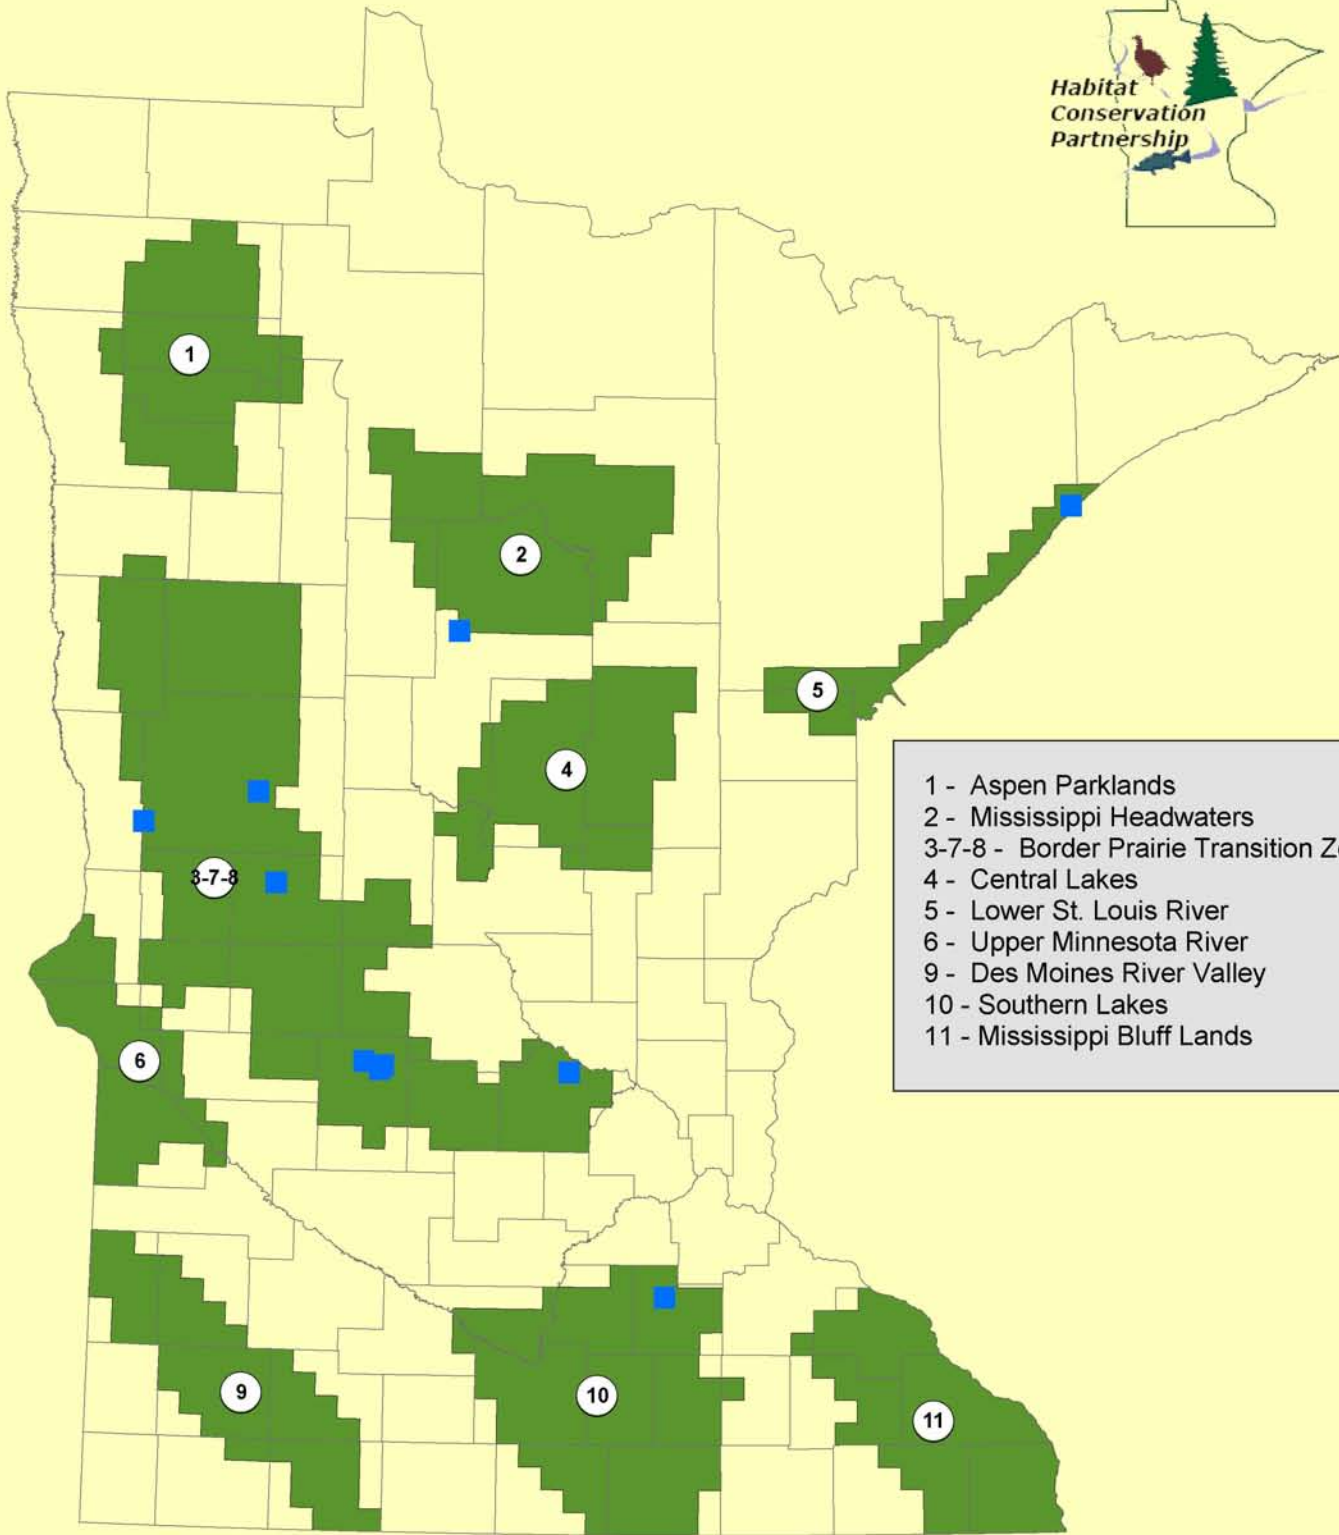 Habitat
Conservation
Partnership
1
2
5
4
3-7-8
6
9
10
11
1 - Aspen Parklands
2 - Mississippi Headwaters
3-7-8 - Border Prairie Transition
4 - Central Lakes
5 - Lower St. Louis River
6 - Upper Minnesota River
9 - Des Moines River Valley
10 - Southern Lakes
11 - Mississippi Bluff Lands